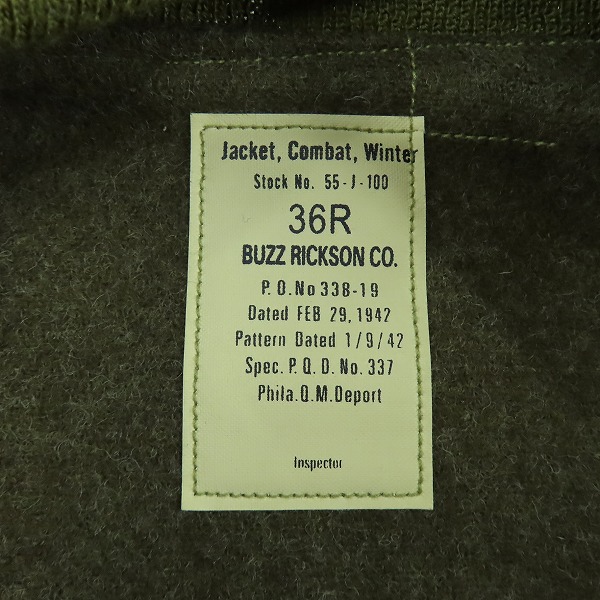 Jacket, Combat, Winter
Stock No. 55-J-100
36R
BUZZ RICKSON CO.
P.O.No 338-19
Dated FEB 29,1942
Pattern Dated 1/9/42
Spec. P.Q.D. No. 337
Phila.Q.M.Deport
Inspector